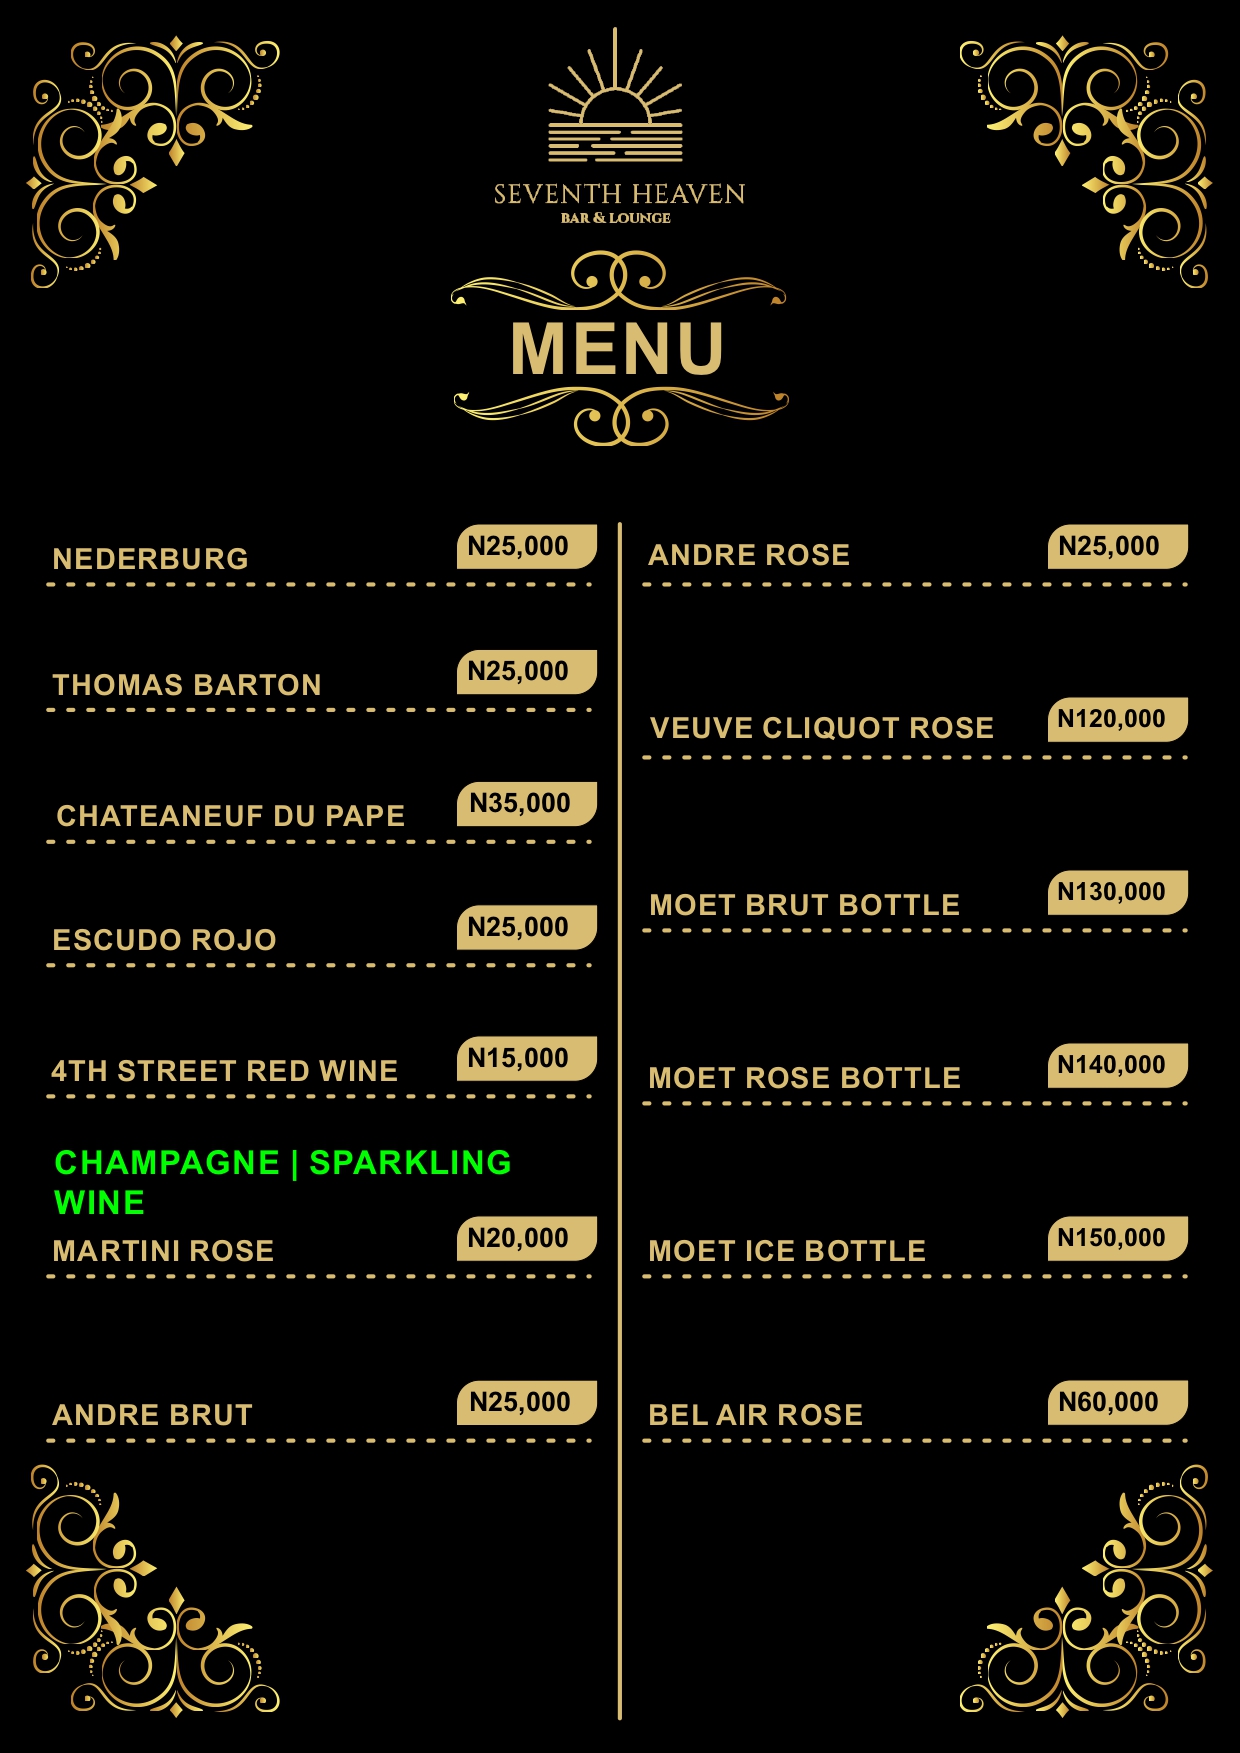 SEVENTH HEAVEN
BAR & LOUNGE
MENU
NEDERBURG N25,000
THOMAS BARTON N25,000
CHATEANEUF DU PAPE N35,000
ESCUDO ROJO N25,000
4TH STREET RED WINE N15,000
CHAMPAGNE | SPARKLING
WINE
MARTINI ROSE N20,000
ANDRE BRUT N25,000
ANDRE ROSE N25,000
VEUVE CLIQUOT ROSE N120,000
MOET BRUT BOTTLE N130,000
MOET ROSE BOTTLE N140,000
MOET ICE BOTTLE N150,000
BEL AIR ROSE N60,000